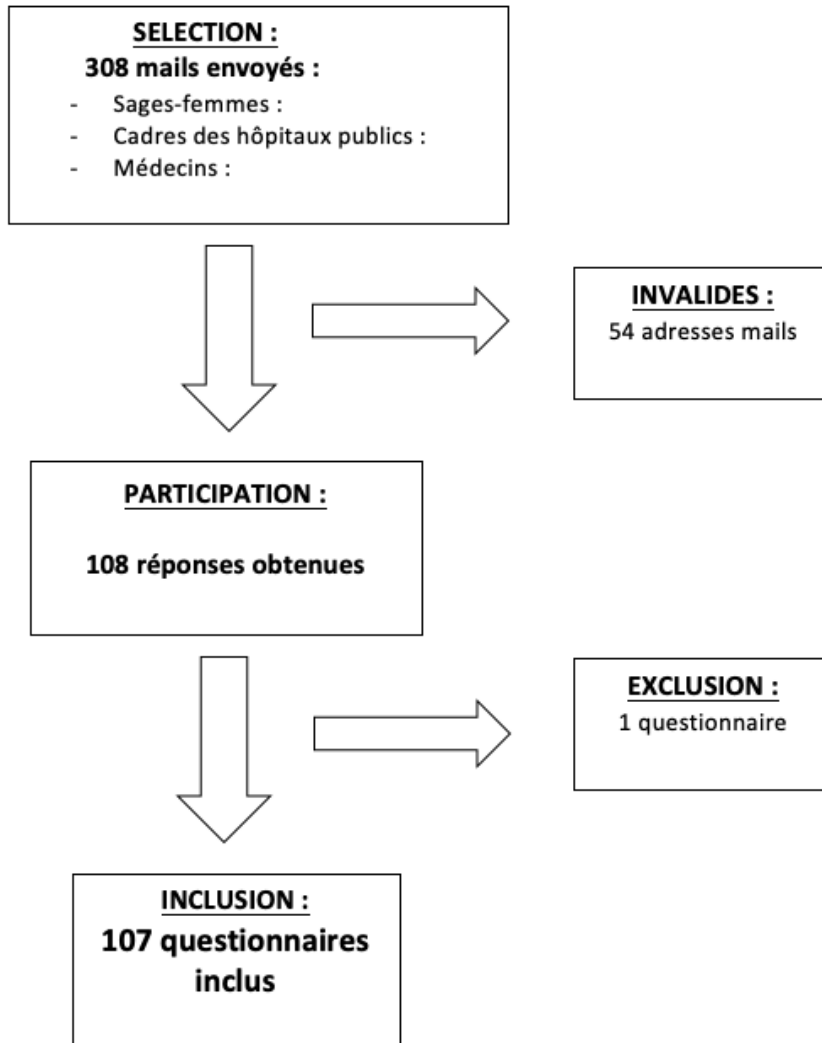 SELECTION :
308 mails envoyés :
- Sages-femmes :
- Cadres des hôpitaux publics :
- Médecins :
INVALIDES :
54 adresses mails
PARTICIPATION :
108 réponses obtenues
EXCLUSION :
1 questionnaire
INCLUSION :
107 questionnaires
inclus